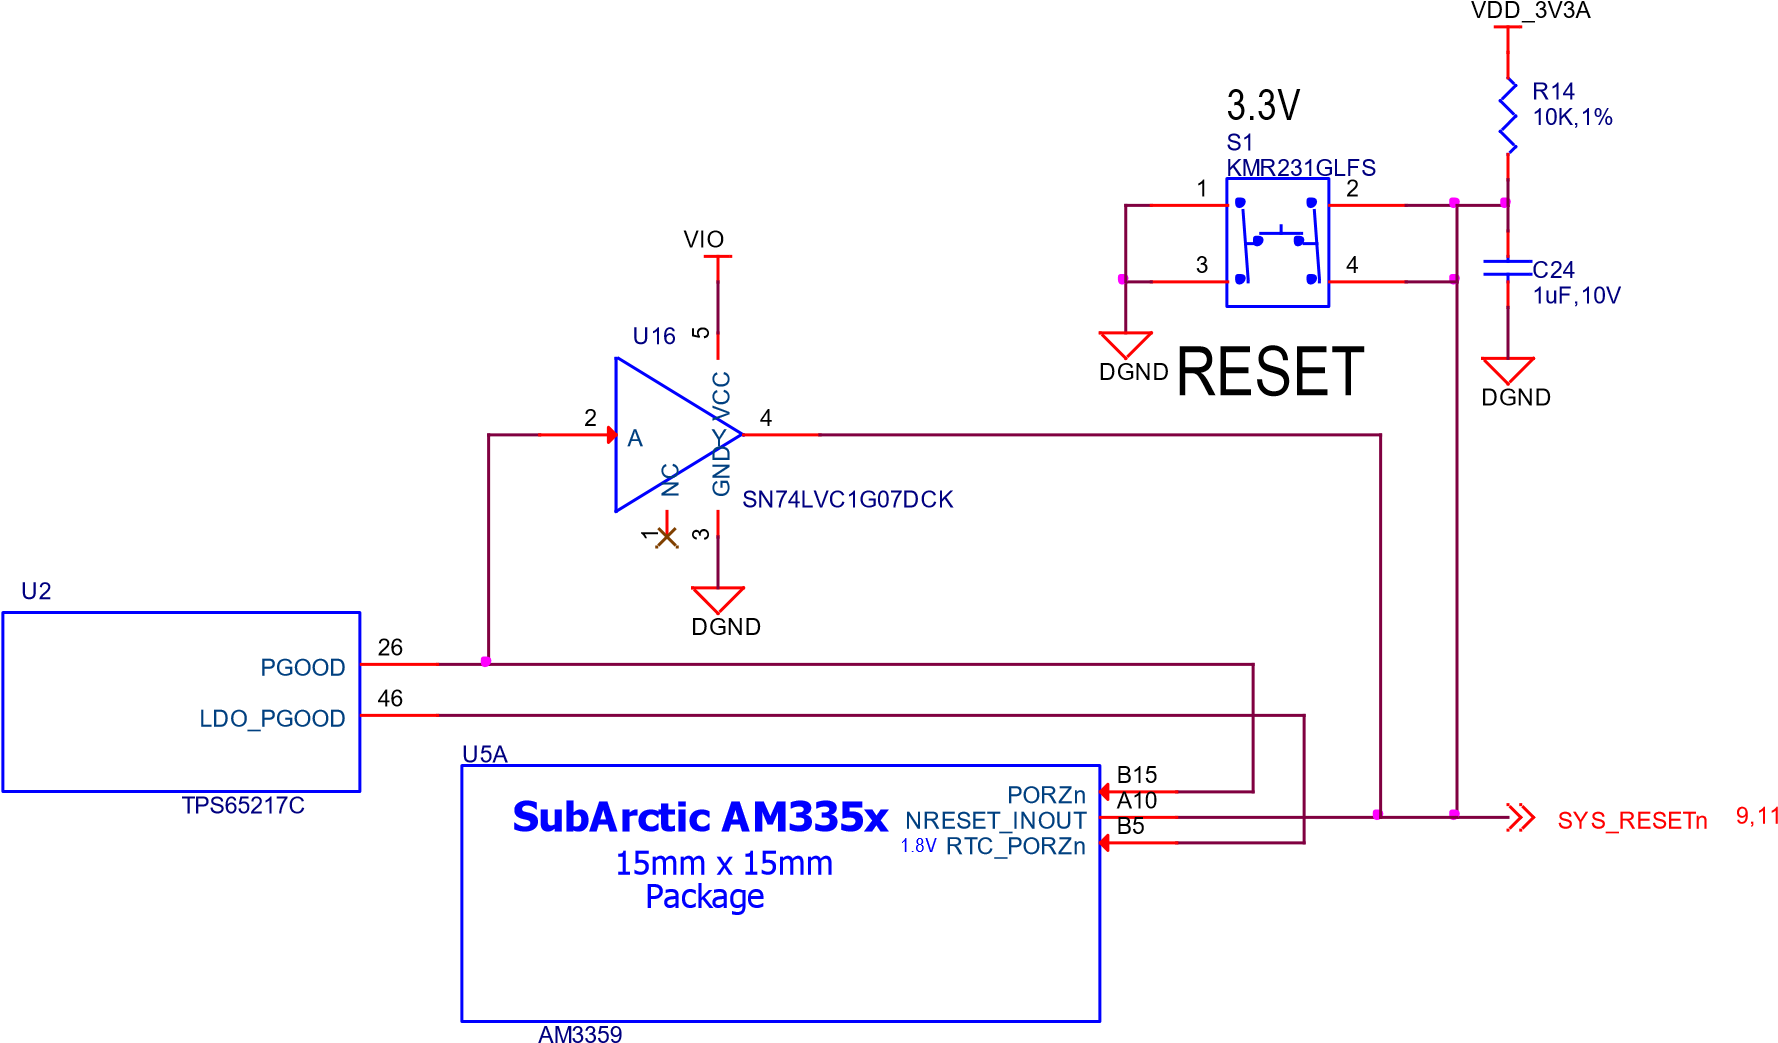 VDD_3V3A
R14
10K,1%
3.3V
S1
KMR231GLFS
1
2
3
4
C24
1uF,10V
DGND
RESET
DGND
VIO
U16
5
2
A
VCC
Y
4
NC
GND
SN74LVC1G07DCK
1
3
DGND
U2
26
PGOOD
46
LDO_PGOOD
TPS65217C
U5A
SubArctic AM335x
15mm x 15mm
Package
B15
PORZn
A10
NRESET_INOUT
B5
1.8V RTC_PORZn
AM3359
SYS_RESETn 9,11